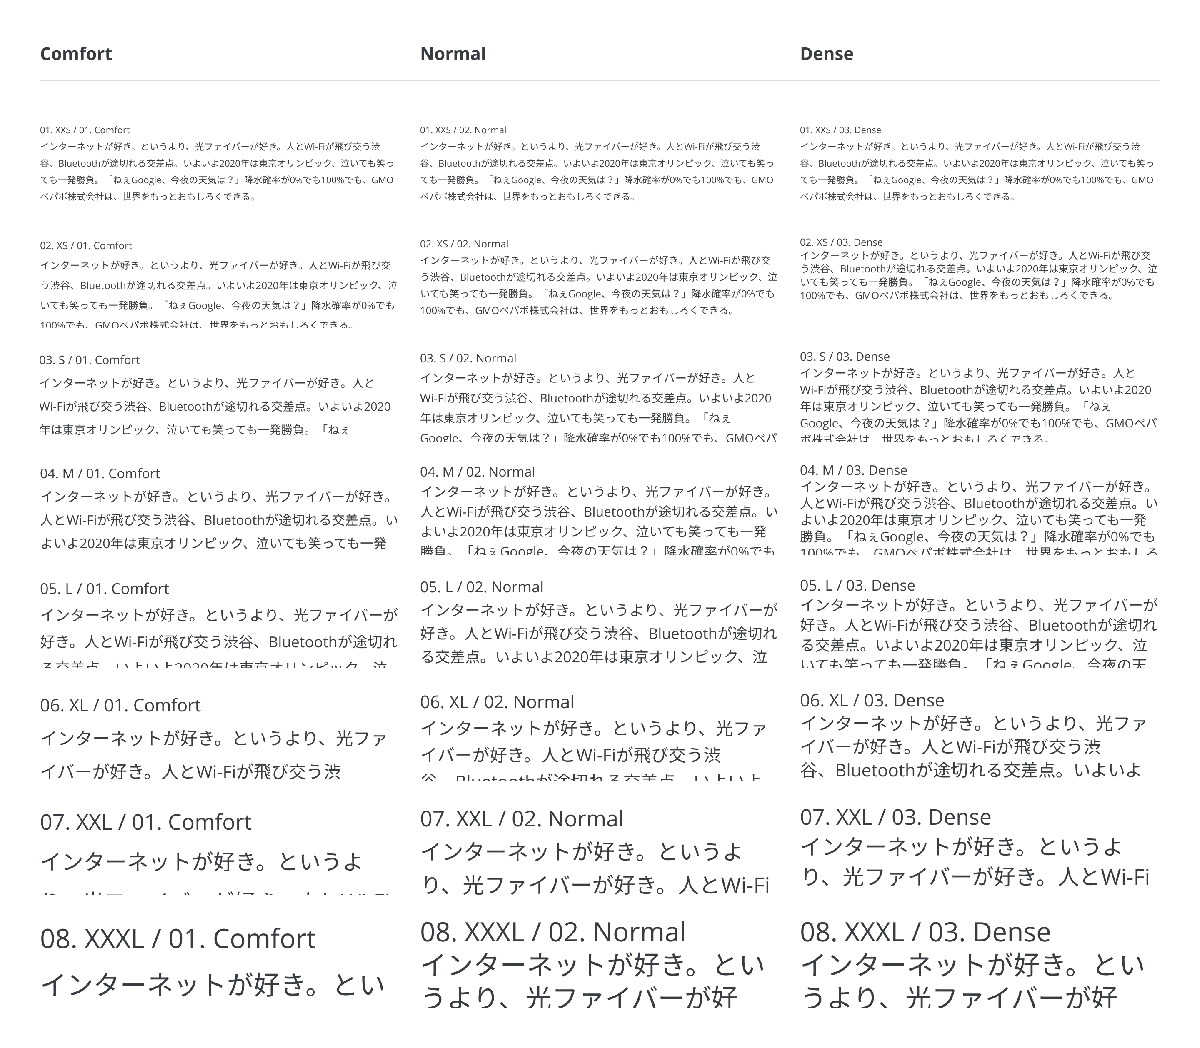 Comfort
Normal
Dense
01. XXS / 01. Comfort
インターネットが好き。というより、光ファイバーが好き。人とWi-Fiが飛び交う渋
谷、Bluetoothが途切れる交差点。いよいよ2020年は東京オリンピック、泣いても笑っ
ても一発勝負。「ねぇGoogle、今夜の天気は？」降水確率が0%でも100%でも、GMO
ペパボ株式会社は、世界をもっとおもしろくできる。
01. XXS / 02. Normal
インターネットが好き。というより、光ファイバーが好き。人とWi-Fiが飛び交う渋
谷、Bluetoothが途切れる交差点。いよいよ2020年は東京オリンピック、泣いても笑っ
ても一発勝負。「ねぇGoogle、今夜の天気は？」降水確率が0%でも100%でも、GMO
ペパボ株式会社は、世界をもっとおもしろくできる。
01. XXS / 03. Dense
インターネットが好き。というより、光ファイバーが好き。人とWi-Fiが飛び交う渋
谷、Bluetoothが途切れる交差点。いよいよ2020年は東京オリンピック、泣いても笑っ
ても一発勝負。「ねぇGoogle、今夜の天気は？」降水確率が0%でも100%でも、GMO
ペパボ株式会社は、世界をもっとおもしろくできる。
02. XS / 01. Comfort
インターネットが好き。というより、光ファイバーが好き。人とWi-Fiが飛び交
う渋谷、Bluetoothが途切れる交差点。いよいよ2020年は東京オリンピック、泣
いても笑っても一発勝負。「ねぇGoogle、今夜の天気は？」降水確率が0%でも
100%でも、GMOペパボ株式会社は、世界をもっとおもしろくできる。
02. XS / 02. Normal
インターネットが好き。というより、光ファイバーが好き。人とWi-Fiが飛び交
う渋谷、Bluetoothが途切れる交差点。いよいよ2020年は東京オリンピック、泣
いても笑っても一発勝負。「ねぇGoogle、今夜の天気は？」降水確率が0%でも
100%でも、GMOペパボ株式会社は、世界をもっとおもしろくできる。
02. XS / 03. Dense
インターネットが好き。というより、光ファイバーが好き。人とWi-Fiが飛び交
う渋谷、Bluetoothが途切れる交差点。いよいよ2020年は東京オリンピック、泣
いても笑っても一発勝負。「ねぇGoogle、今夜の天気は？」降水確率が0%でも
100%でも、GMOペパボ株式会社は、世界をもっとおもしろくできる。
03. S / 01. Comfort
インターネットが好き。というより、光ファイバーが好き。人と
Wi-Fiが飛び交う渋谷、Bluetoothが途切れる交差点。いよいよ2020
年は東京オリンピック、泣いても笑っても一発勝負。「ねぇ
03. S / 02. Normal
インターネットが好き。というより、光ファイバーが好き。人と
Wi-Fiが飛び交う渋谷、Bluetoothが途切れる交差点。いよいよ2020
年は東京オリンピック、泣いても笑っても一発勝負。「ねぇ
Google、今夜の天気は？」降水確率が0%でも100%でも、GMOペパ
03. S / 03. Dense
インターネットが好き。というより、光ファイバーが好き。人と
Wi-Fiが飛び交う渋谷、Bluetoothが途切れる交差点。いよいよ2020
年は東京オリンピック、泣いても笑っても一発勝負。「ねぇ
Google、今夜の天気は？」降水確率が0%でも100%でも、GMOペパ
ボ株式会社は、世界をもっとおもしろくできる。
04. M / 01. Comfort
インターネットが好き。というより、光ファイバーが好き。
人とWi-Fiが飛び交う渋谷、Bluetoothが途切れる交差点。い
よいよ2020年は東京オリンピック、泣いても笑っても一発
04. M / 02. Normal
インターネットが好き。というより、光ファイバーが好き。
人とWi-Fiが飛び交う渋谷、Bluetoothが途切れる交差点。い
よいよ2020年は東京オリンピック、泣いても笑っても一発
勝負。「ねぇGoogle、今夜の天気は？」降水確率が0%でも
04. M / 03. Dense
インターネットが好き。というより、光ファイバーが好き。
人とWi-Fiが飛び交う渋谷、Bluetoothが途切れる交差点。い
よいよ2020年は東京オリンピック、泣いても笑っても一発
勝負。「ねぇGoogle、今夜の天気は？」降水確率が0%でも
100%でも、GMOペパボ株式会社は、世界をもっとおもしろ
05. L / 01. Comfort
インターネットが好き。というより、光ファイバーが
好き。人とWi-Fiが飛び交う渋谷、Bluetoothが途切れ
る交差点。いよいよ2020年は東京オリンピック、泣
05. L / 02. Normal
インターネットが好き。というより、光ファイバーが
好き。人とWi-Fiが飛び交う渋谷、Bluetoothが途切れ
る交差点。いよいよ2020年は東京オリンピック、泣
05. L / 03. Dense
インターネットが好き。というより、光ファイバーが
好き。人とWi-Fiが飛び交う渋谷、Bluetoothが途切れ
る交差点。いよいよ2020年は東京オリンピック、泣
いても笑っても一発勝負。「ねぇGoogle、今夜の天
06. XL / 01. Comfort
インターネットが好き。というより、光ファ
イバーが好き。人とWi-Fiが飛び交う渋
06. XL / 02. Normal
インターネットが好き。というより、光ファ
イバーが好き。人とWi-Fiが飛び交う渋
谷、Bluetoothが途切れる交差点。いよいよ
06. XL / 03. Dense
インターネットが好き。というより、光ファ
イバーが好き。人とWi-Fiが飛び交う渋
谷、Bluetoothが途切れる交差点。いよいよ
07. XXL / 01. Comfort
インターネットが好き。というよ
07. XXL / 02. Normal
インターネットが好き。というよ
り、光ファイバーが好き。人とWi-Fi
07. XXL / 03. Dense
インターネットが好き。というよ
り、光ファイバーが好き。人とWi-Fi
08. XXXL / 01. Comfort
インターネットが好き。とい
08. XXXL / 02. Normal
インターネットが好き。とい
うより、光ファイバーが好
08. XXXL / 03. Dense
インターネットが好き。とい
うより、光ファイバーが好